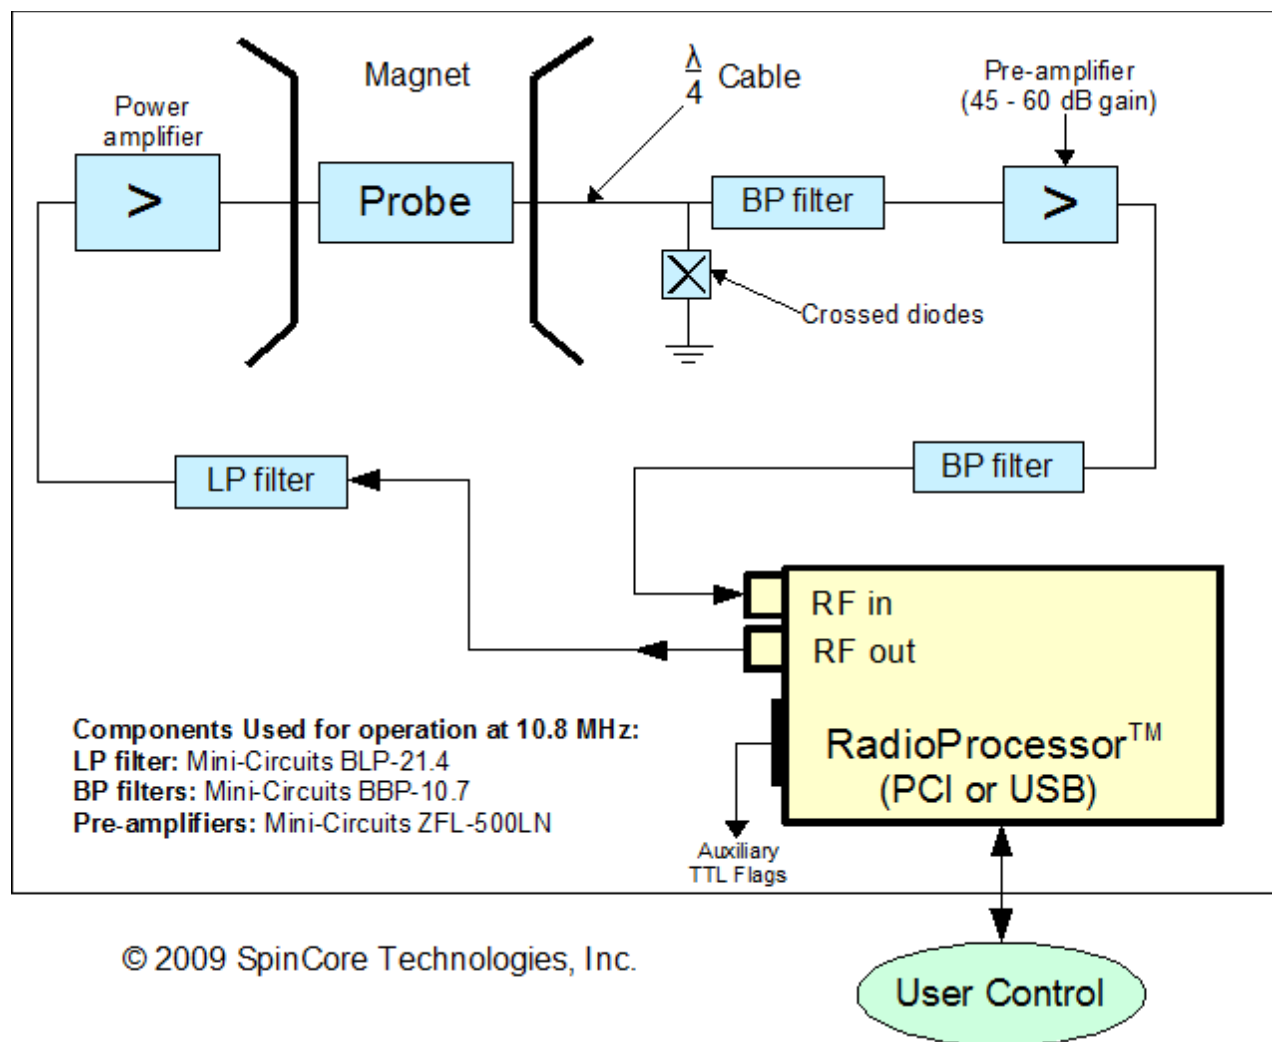 Magnet
λ
4 Cable
Pre-amplifier
(45 - 60 dB gain)
Power
amplifier
>
Probe
BP filter
>
Crossed diodes
LP filter
BP filter
RF in
RF out
RadioProcessor™
(PCI or USB)
Components Used for operation at 10.8 MHz:
LP filter: Mini-Circuits BLP-21.4
BP filters: Mini-Circuits BBP-10.7
Pre-amplifiers: Mini-Circuits ZFL-500LN
Auxiliary
TTL Flags
© 2009 SpinCore Technologies, Inc.
User Control